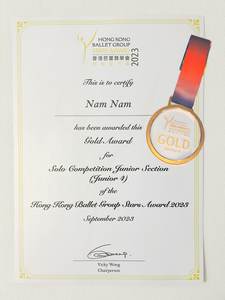 HONG KONG
BALLET GROUP
2023
This is to certify
Nam Nam
has been awarded this
Gold Award
for
Solo Competition Junior Section
(Junior 4)
of the
Hong Kong Ballet Group Stars Award 2023
September 2023
Vicky Wong
Chairperson
GOLD